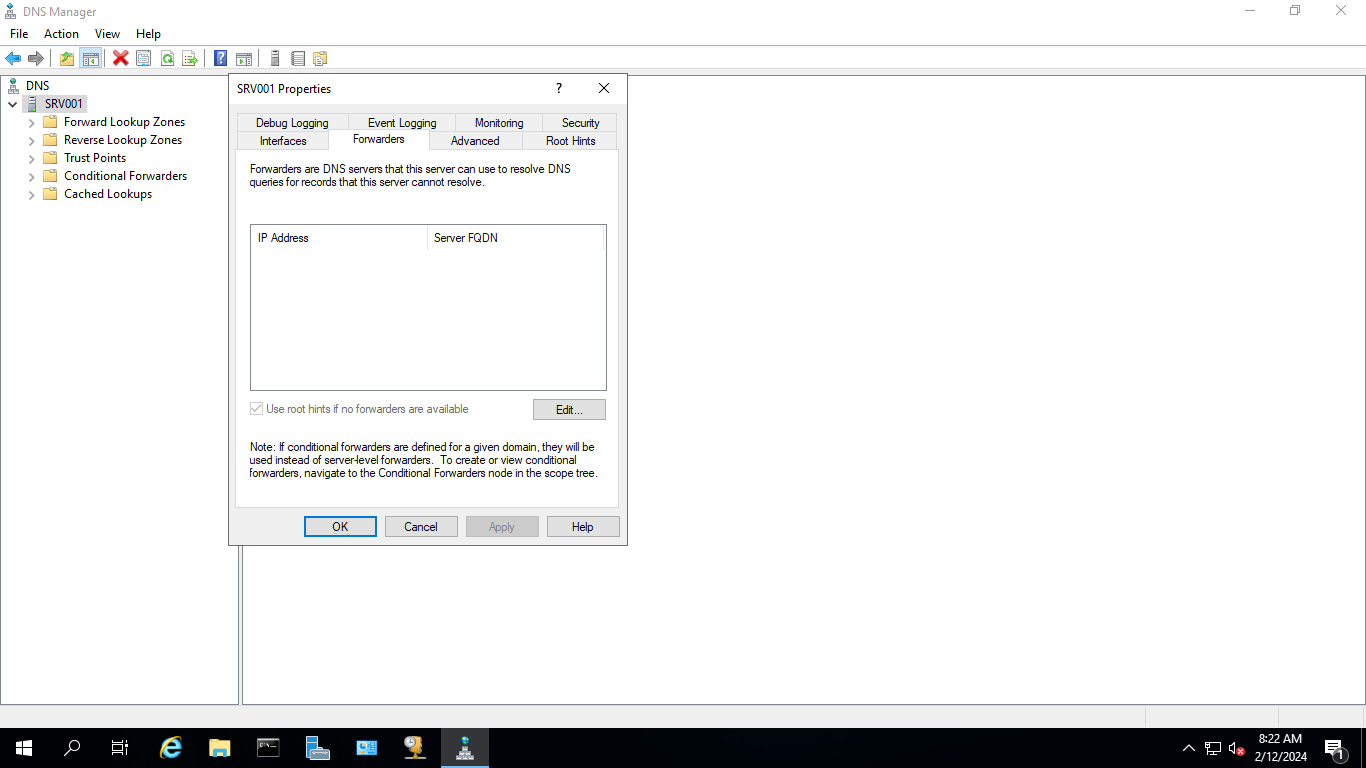 DNS Manager
File Action View Help
DNS
SRV001
Forward Lookup Zones
Reverse Lookup Zones
Trust Points
Conditional Forwarders
Cached Lookups
SRV001 Properties
?
Debug Logging Event Logging Monitoring Security
Interfaces Forwarders Advanced Root Hints
Forwarders are DNS servers that this server can use to resolve DNS
queries for records that this server cannot resolve.
IP Address Server FQDN
Use root hints if no forwarders are available
Edit...
Note: If conditional forwarders are defined for a given domain, they will be
used instead of server-level forwarders. To create or view conditional
forwarders, navigate to the Conditional Forwarders node in the scope tree.
OK Cancel Apply Help
8:22 AM
2/12/2024
1